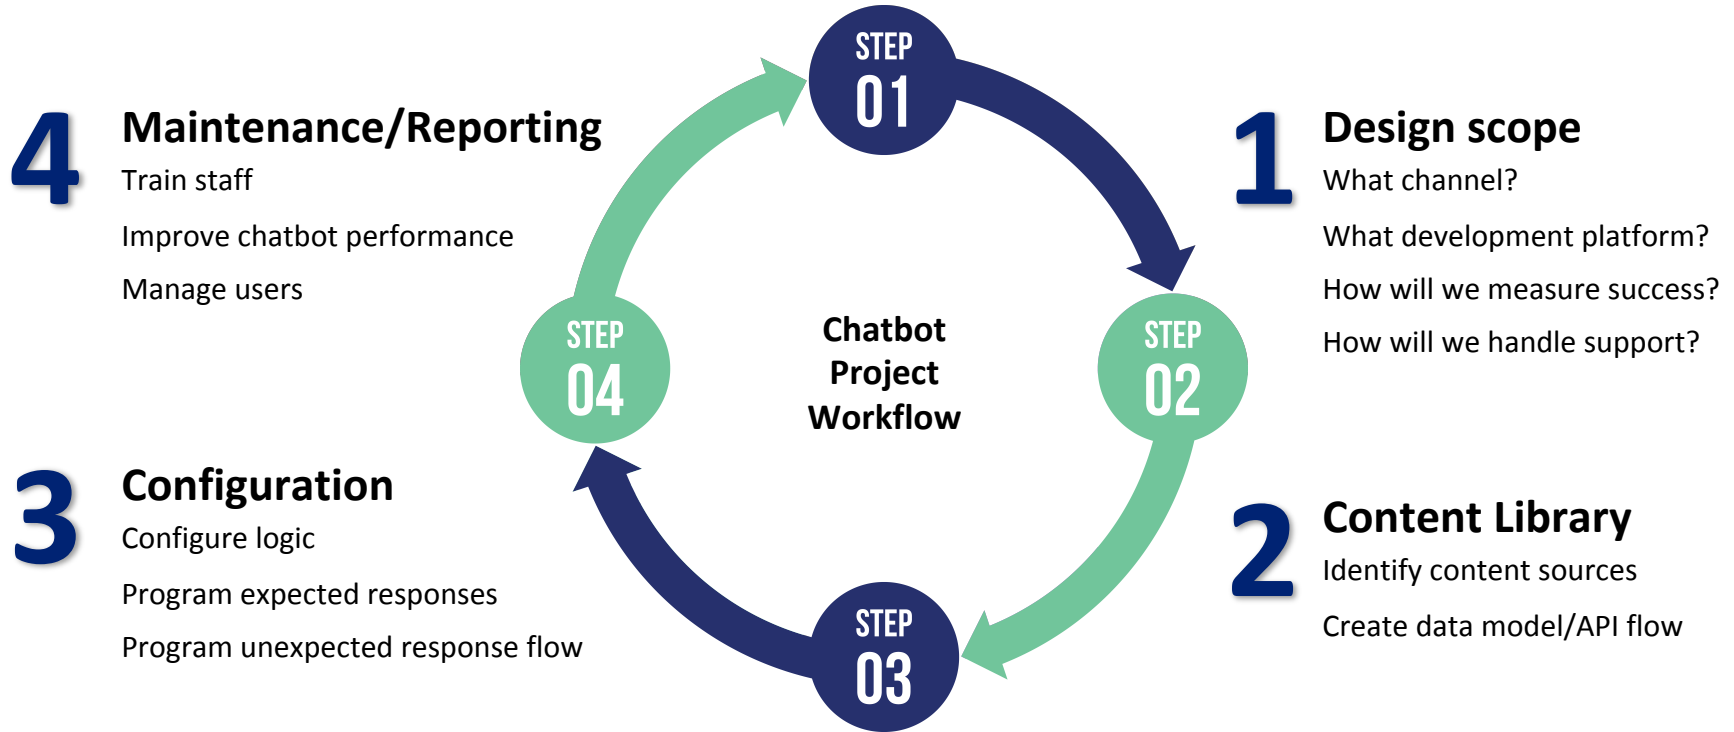 STEP
01
4
Maintenance/Reporting
Train staff
Improve chatbot performance
Manage users
1
Design scope
What channel?
What development platform?
How will we measure success?
How will we handle support?
STEP
04
Chatbot
Project
Workflow
STEP
02
3
Configuration
Configure logic
Program expected responses
Program unexpected response flow
2
Content Library
Identify content sources
Create data model/API flow
STEP
03